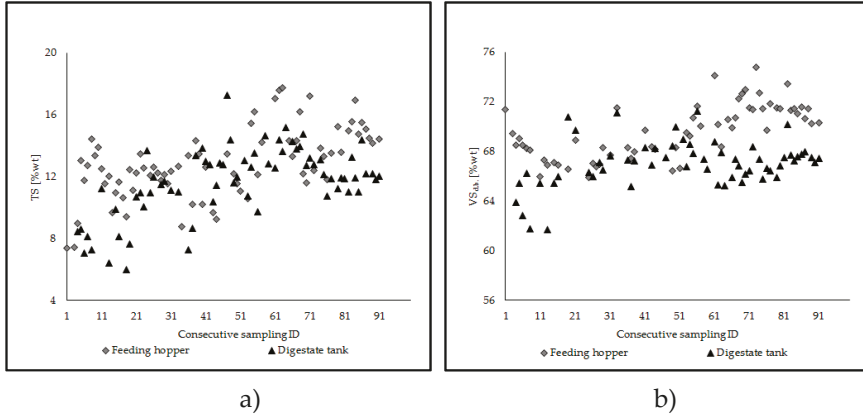 TS [%wt]
20
16
12
8
4
1 11 21 31 41 51 61 71 81 91
Consecutive sampling ID
Feeding hopper Digestate tank
a)
VSdb. [%wt]
76
72
68
64
60
56
1 11 21 31 41 51 61 71 81 91
Consecutive sampling ID
Feeding hopper Digestate tank
b)